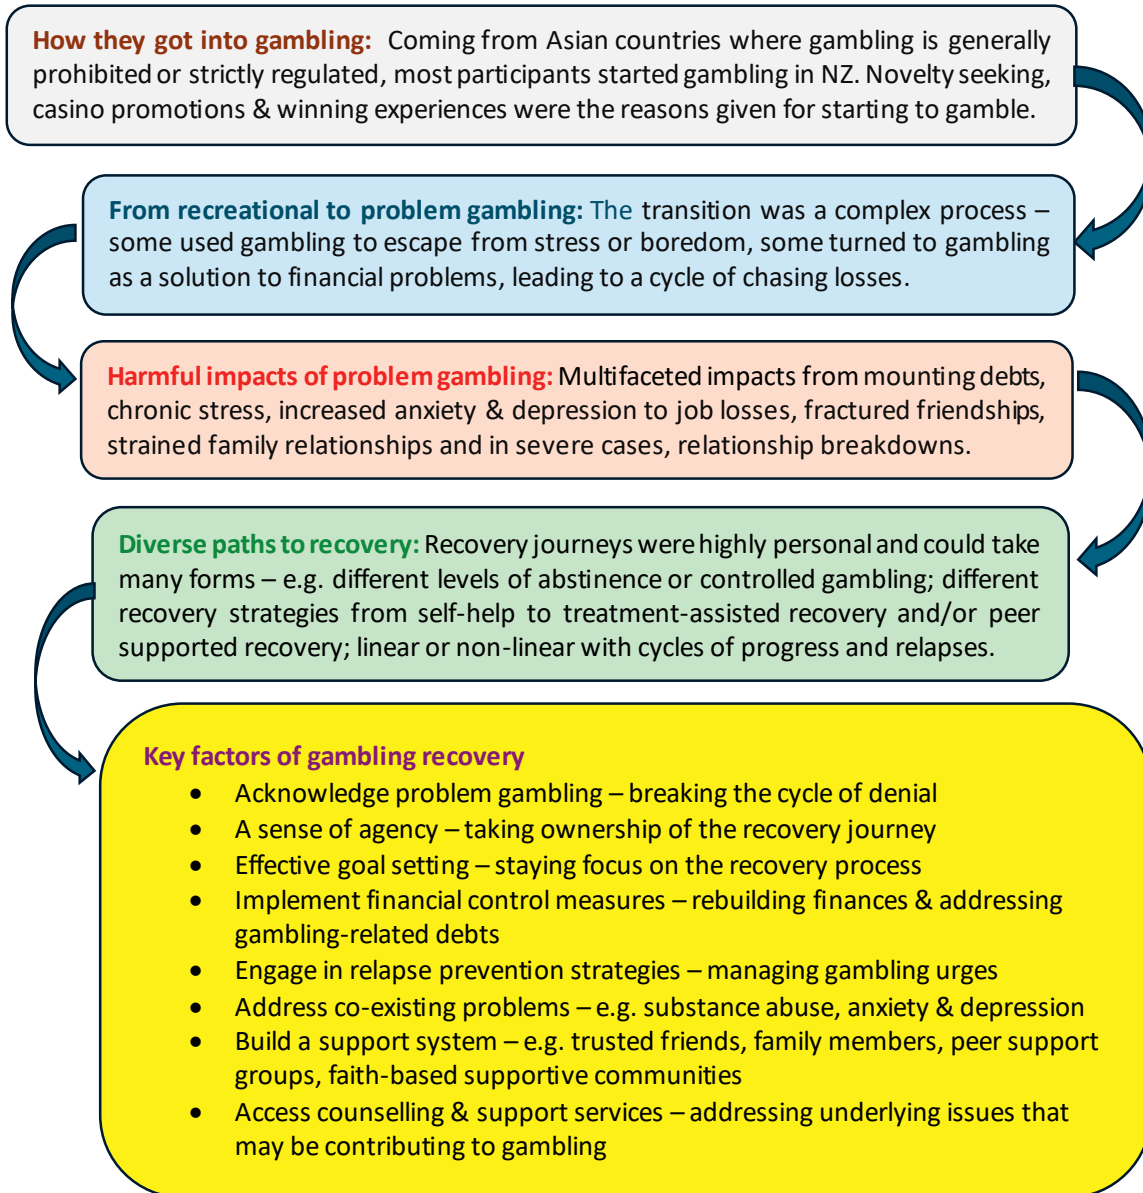 How they got into gambling: Coming from Asian countries where gambling is generally
prohibited or strictly regulated, most participants started gambling in NZ. Novelty seeking,
casino promotions & winning experiences were the reasons given for starting to gamble.
From recreational to problem gambling: The transition was a complex process –
some used gambling to escape from stress or boredom, some turned to gambling
as a solution to financial problems, leading to a cycle of chasing losses.
Harmful impacts of problem gambling: Multifaceted impacts from mounting debts,
chronic stress, increased anxiety & depression to job losses, fractured friendships,
strained family relationships and in severe cases, relationship breakdowns.
Diverse paths to recovery: Recovery journeys were highly personal and could take
many forms – e.g. different levels of abstinence or controlled gambling; different
recovery strategies from self-help to treatment-assisted recovery and/or peer
supported recovery; linear or non-linear with cycles of progress and relapses.
Key factors of gambling recovery
• Acknowledge problem gambling – breaking the cycle of denial
• A sense of agency – taking ownership of the recovery journey
• Effective goal setting – staying focus on the recovery process
• Implement financial control measures – rebuilding finances & addressing
gambling-related debts
• Engage in relapse prevention strategies – managing gambling urges
• Address co-existing problems – e.g. substance abuse, anxiety & depression
• Build a support system – e.g. trusted friends, family members, peer support
groups, faith-based supportive communities
• Access counselling & support services – addressing underlying issues that
may be contributing to gambling